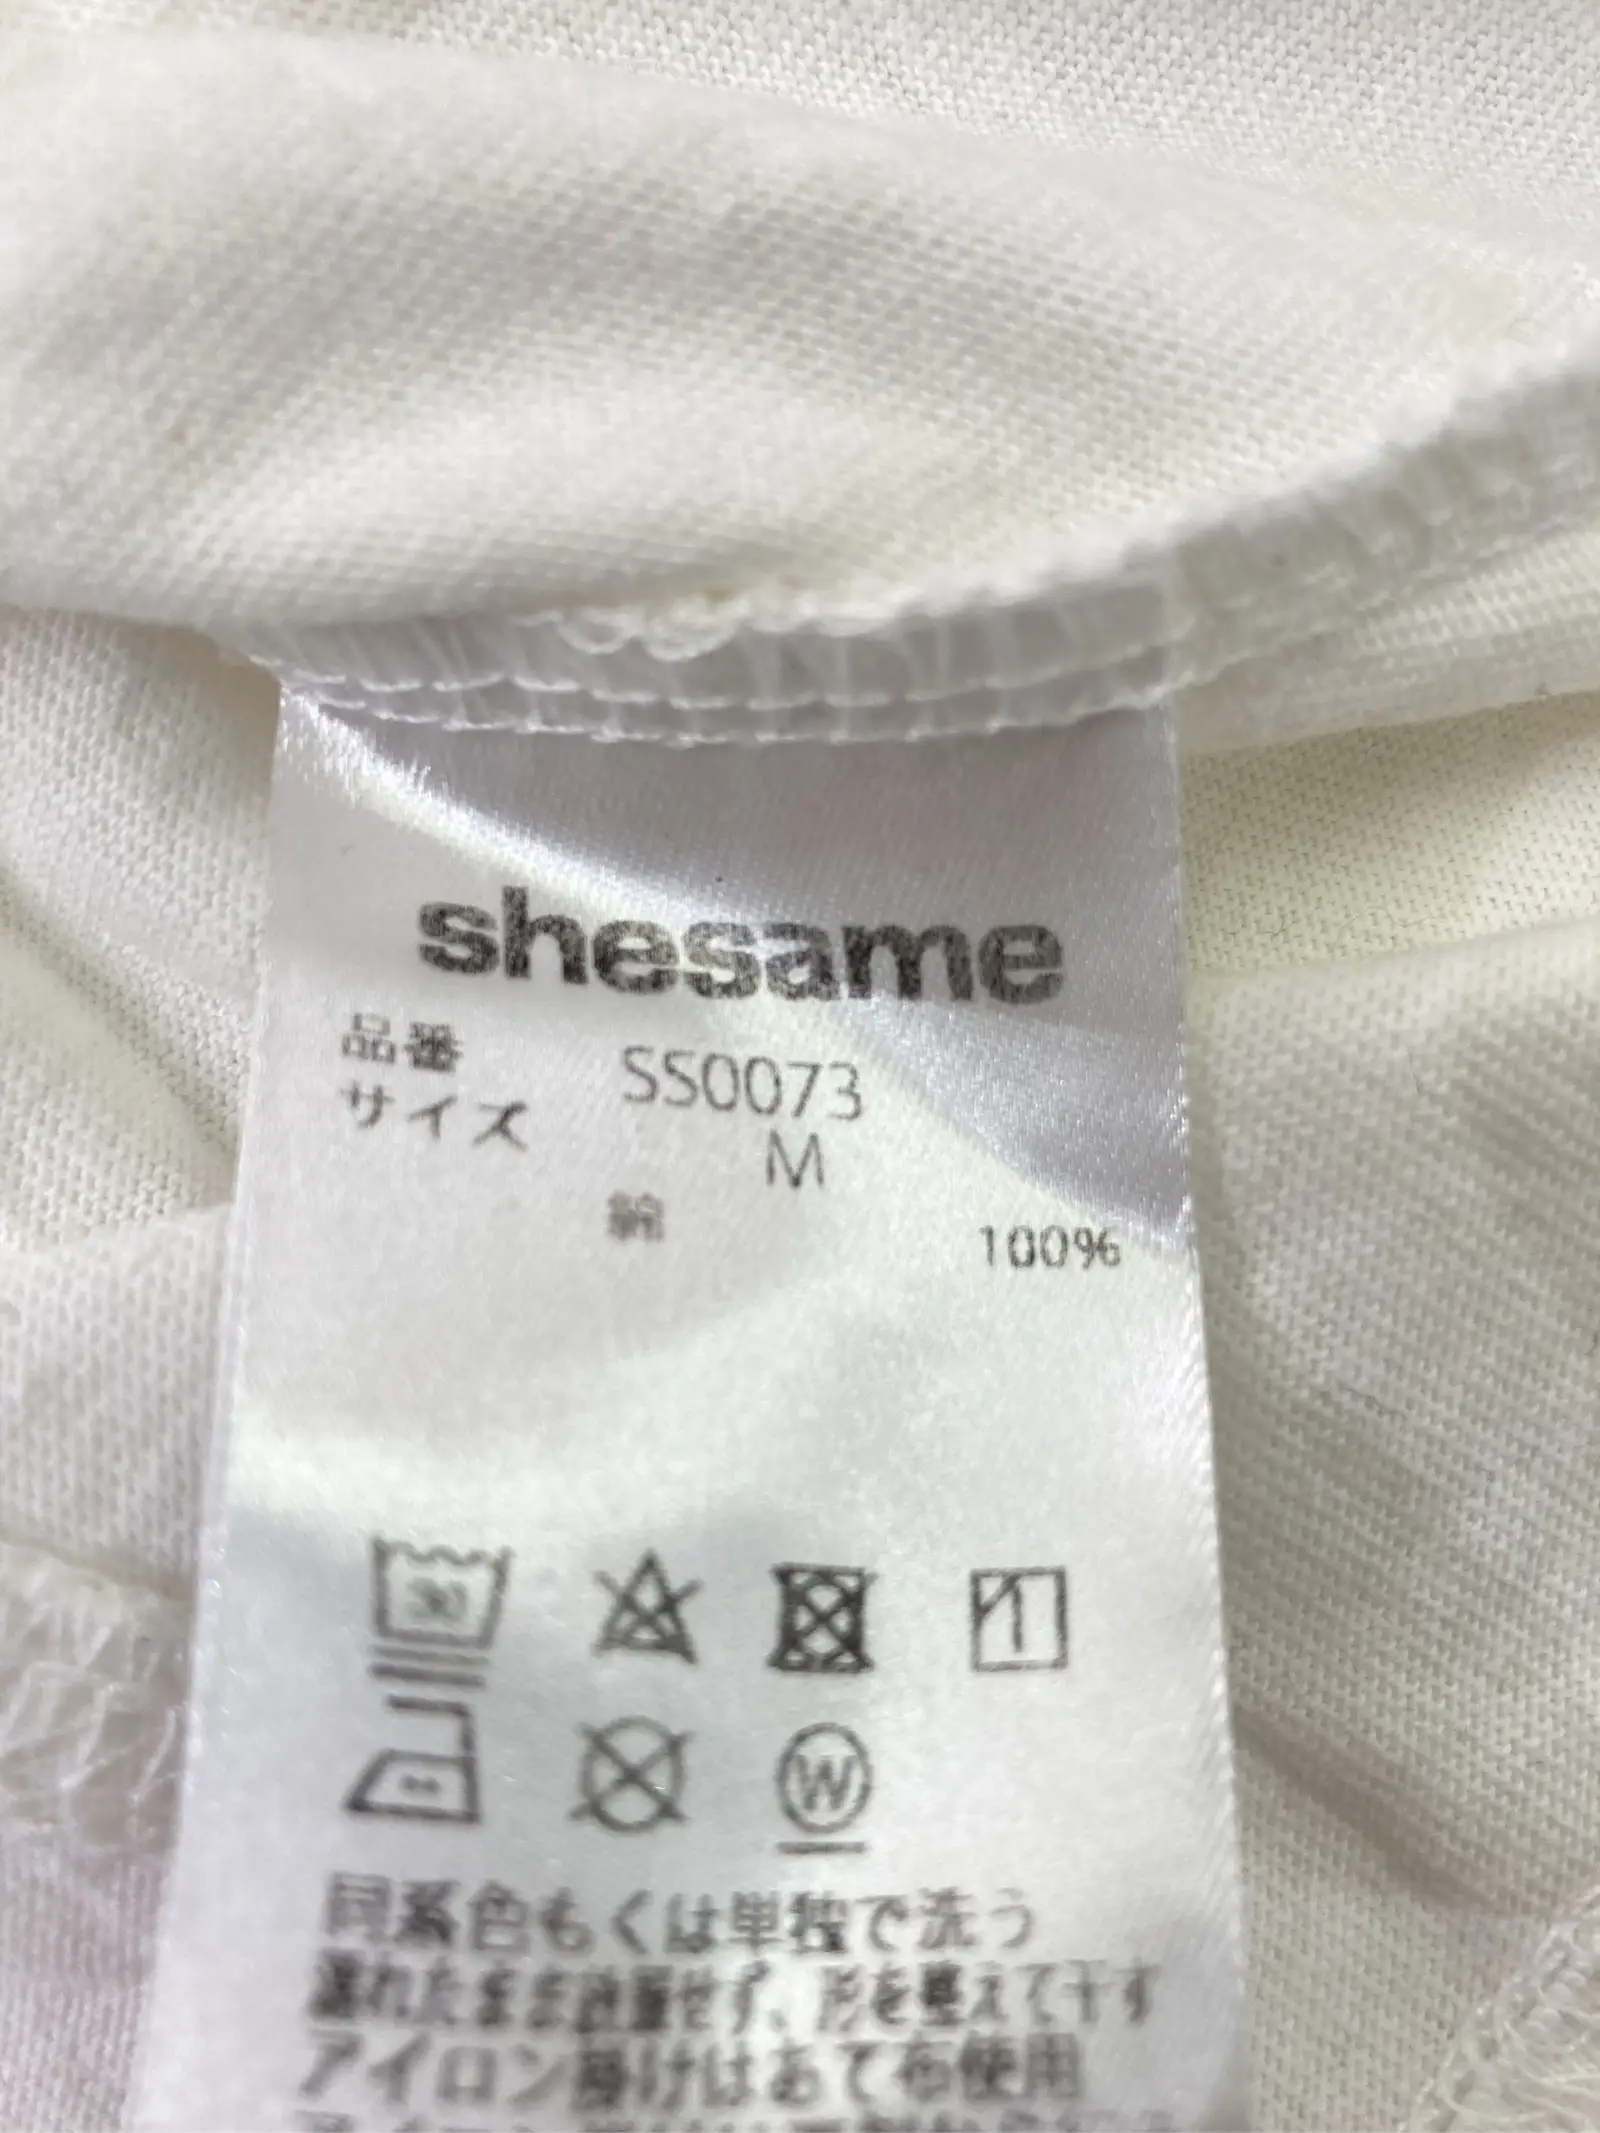 shesame
品番 SS0073
サイズ M
綿 100%
W
同系色もくは単独で洗う
濡れたまま放置せず、形を整えて干す
アイロン掛けはあて布使用